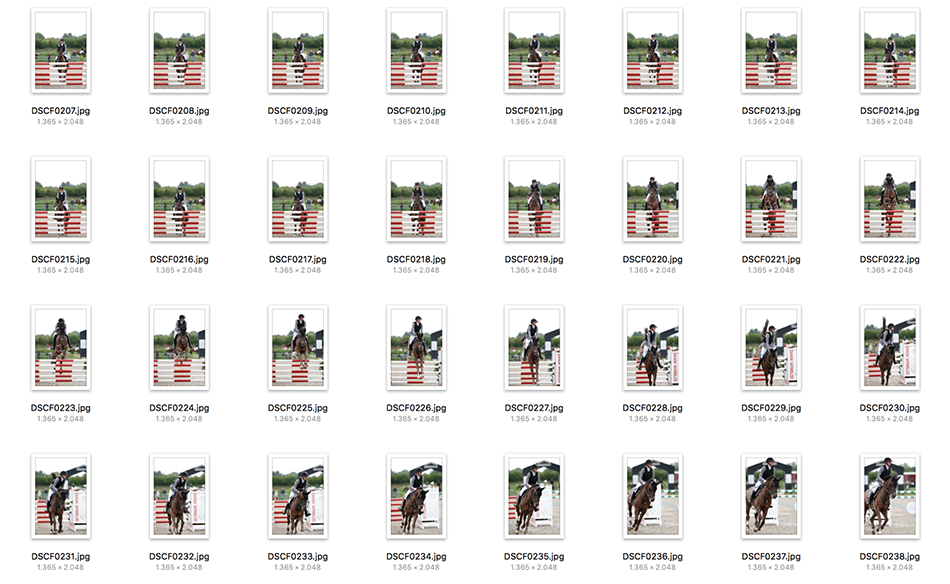 DSCF0207.jpg DSCF0208.jpg DSCF0209.jpg DSCF0210.jpg DSCF0211.jpg DSCF0212.jpg DSCF0213.jpg DSCF0214.jpg
1.365 × 2.048 1.365 × 2.048 1.365 × 2.048 1.365 × 2.048 1.365 × 2.048 1.365 × 2.048 1.365 × 2.048 1.365 × 2.048
DSCF0215.jpg DSCF0216.jpg DSCF0217.jpg DSCF0218.jpg DSCF0219.jpg DSCF0220.jpg DSCF0221.jpg DSCF0222.jpg
1.365 × 2.048 1.365 × 2.048 1.365 × 2.048 1.365 × 2.048 1.365 × 2.048 1.365 × 2.048 1.365 × 2.048 1.365 × 2.048
DSCF0223.jpg DSCF0224.jpg DSCF0225.jpg DSCF0226.jpg DSCF0227.jpg DSCF0228.jpg DSCF0229.jpg DSCF0230.jpg
1.365 × 2.048 1.365 × 2.048 1.365 × 2.048 1.365 × 2.048 1.365 × 2.048 1.365 × 2.048 1.365 × 2.048 1.365 × 2.048
DSCF0231.jpg DSCF0232.jpg DSCF0233.jpg DSCF0234.jpg DSCF0235.jpg DSCF0236.jpg DSCF0237.jpg DSCF0238.jpg
1.365 × 2.048 1.365 × 2.048 1.365 × 2.048 1.365 × 2.048 1.365 × 2.048 1.365 × 2.048 1.365 × 2.048 1.365 × 2.048